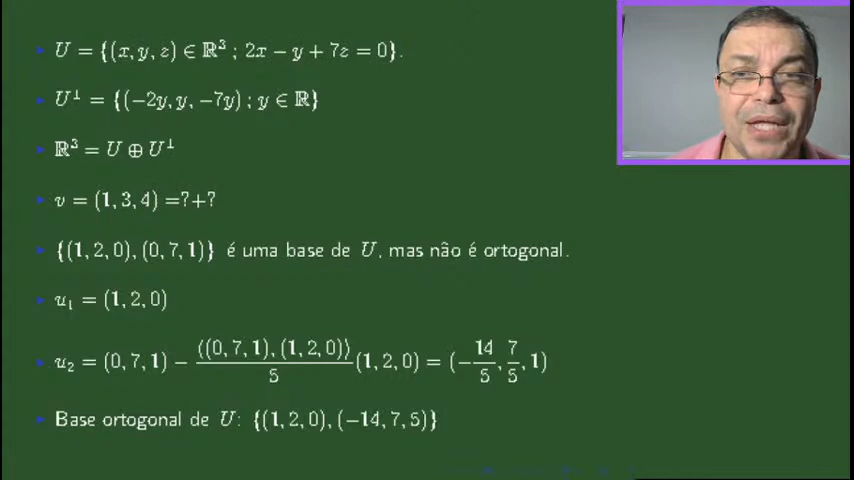 U = {(x, y, z) ∈ ℝ³ ; 2x − y + 7z = 0}.
U^⊥ = {(−2y, y, −7y) ; y ∈ ℝ}
ℝ³ = U ⊕ U^⊥
v = (1, 3, 4) =?+?
{(1, 2, 0), (0, 7, 1)} é uma base de U, mas não é ortogonal.
u₁ = (1, 2, 0)
u₂ = (0, 7, 1) − ⟨(0, 7, 1), (1, 2, 0)⟩/5 (1, 2, 0) = (−14/5, 7/5, 1)
Base ortogonal de U: {(1, 2, 0), (−14, 7, 5)}